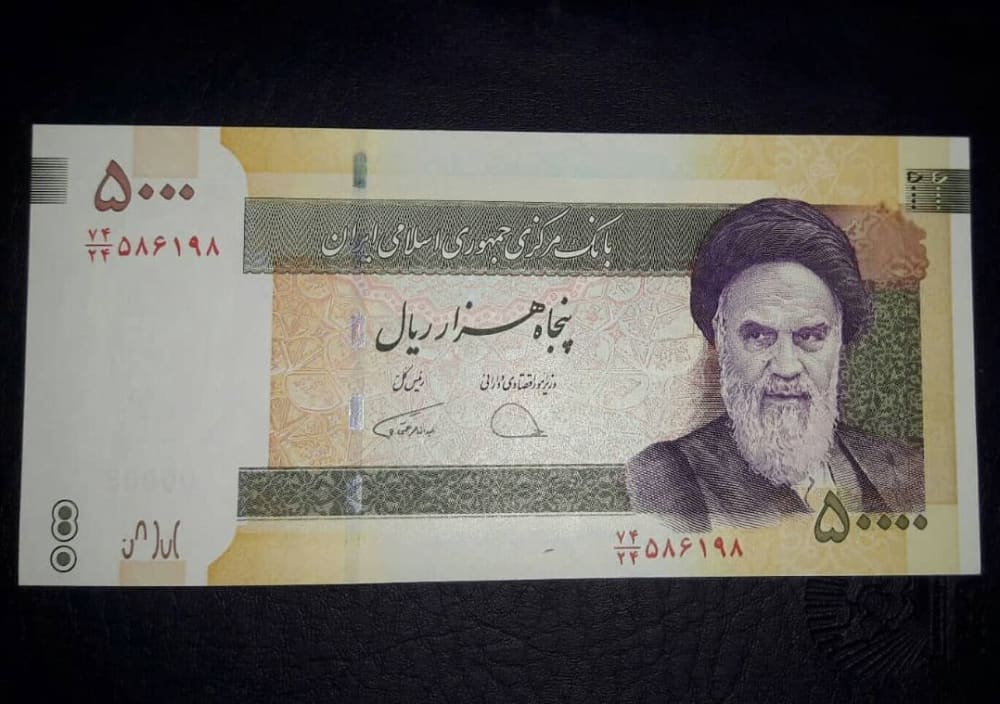 ۵۰۰۰۰
۷۴/۲۴ ۵۸۶۱۹۸
بانک مرکزی جمهوری اسلامی ایران
پنجاه هزار ریال
وزیر امور اقتصادی و دارائی رئیس کل
۵۰۰۰۰
۷۴/۲۴ ۵۸۶۱۹۸